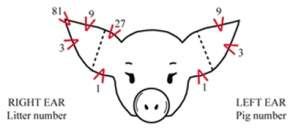 81
9
27
9
3
3
1
1
RIGHT EAR
Litter number
LEFT EAR
Pig number